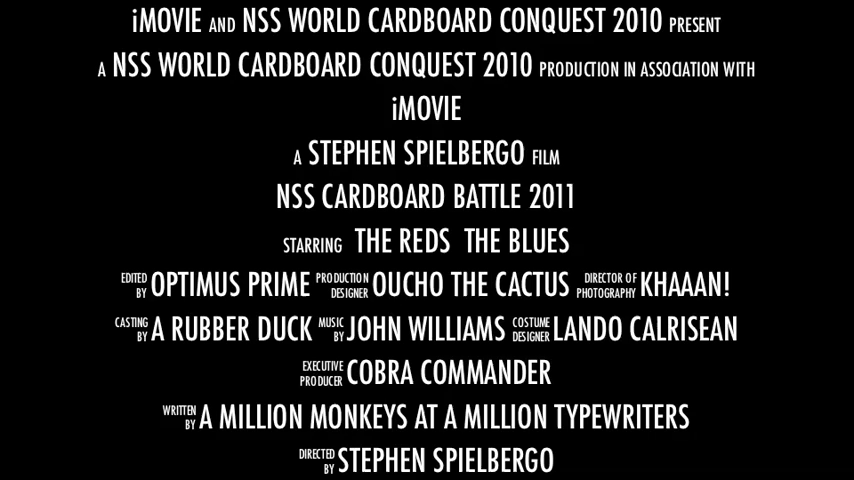 iMOVIE AND NSS WORLD CARDBOARD CONQUEST 2010 PRESENT
A NSS WORLD CARDBOARD CONQUEST 2010 PRODUCTION IN ASSOCIATION WITH
iMOVIE
A STEPHEN SPIELBERGO FILM
NSS CARDBOARD BATTLE 2011
STARRING THE REDS THE BLUES
EDITED BY OPTIMUS PRIME PRODUCTION DESIGNER OUCHO THE CACTUS DIRECTOR OF PHOTOGRAPHY KHAAAN!
CASTING BY A RUBBER DUCK MUSIC BY JOHN WILLIAMS COSTUME DESIGNER LANDO CALRISEAN
EXECUTIVE PRODUCER COBRA COMMANDER
WRITTEN BY A MILLION MONKEYS AT A MILLION TYPEWRITERS
DIRECTED BY STEPHEN SPIELBERGO